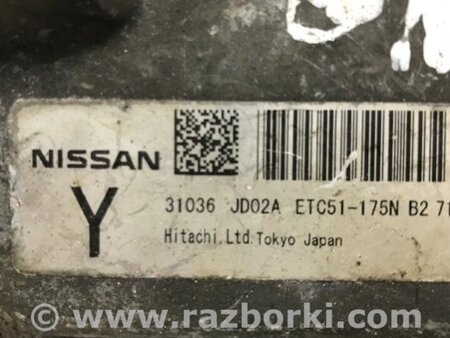 NISSAN
Y
31036 JD02A ETC51-175N B2 71
Hitachi,Ltd.Tokyo Japan
www.razborki.com